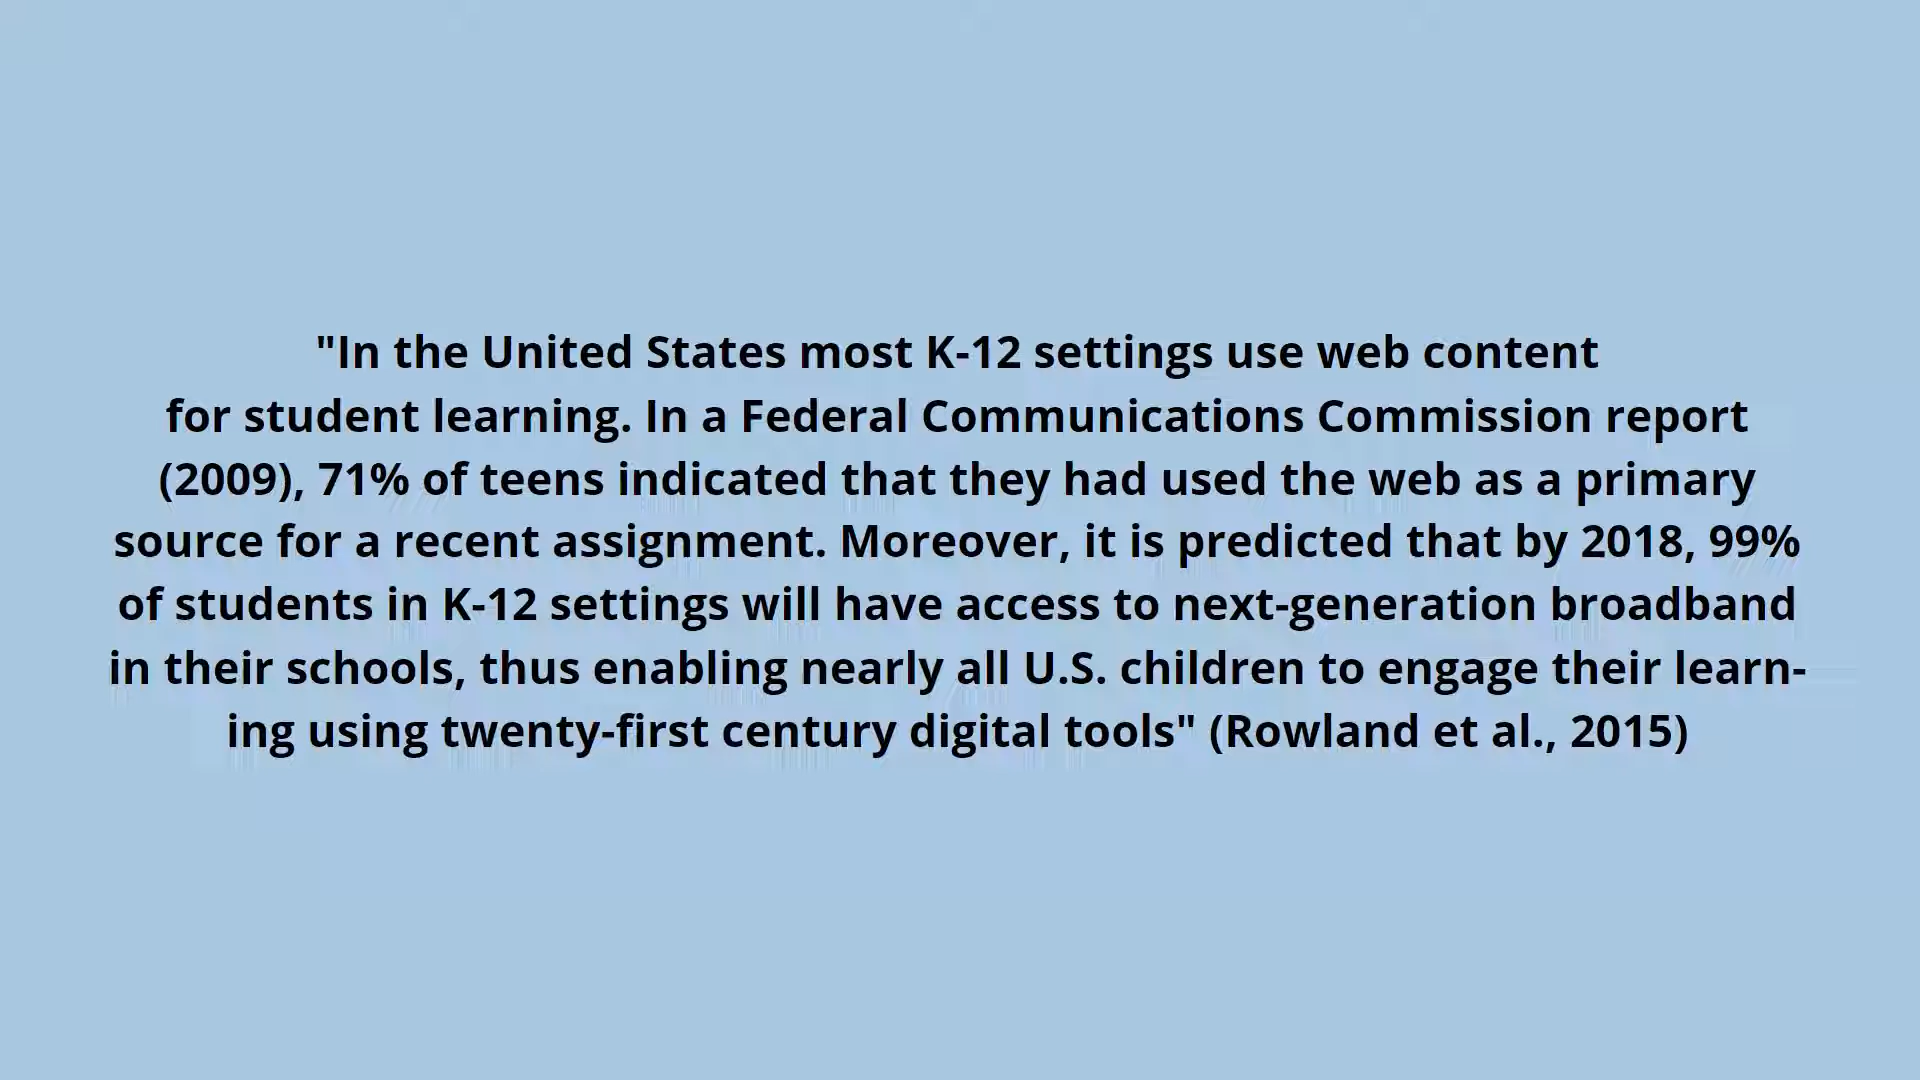 "In the United States most K-12 settings use web content
for student learning. In a Federal Communications Commission report
(2009), 71% of teens indicated that they had used the web as a primary
source for a recent assignment. Moreover, it is predicted that by 2018, 99%
of students in K-12 settings will have access to next-generation broadband
in their schools, thus enabling nearly all U.S. children to engage their learn-
ing using twenty-first century digital tools" (Rowland et al., 2015)